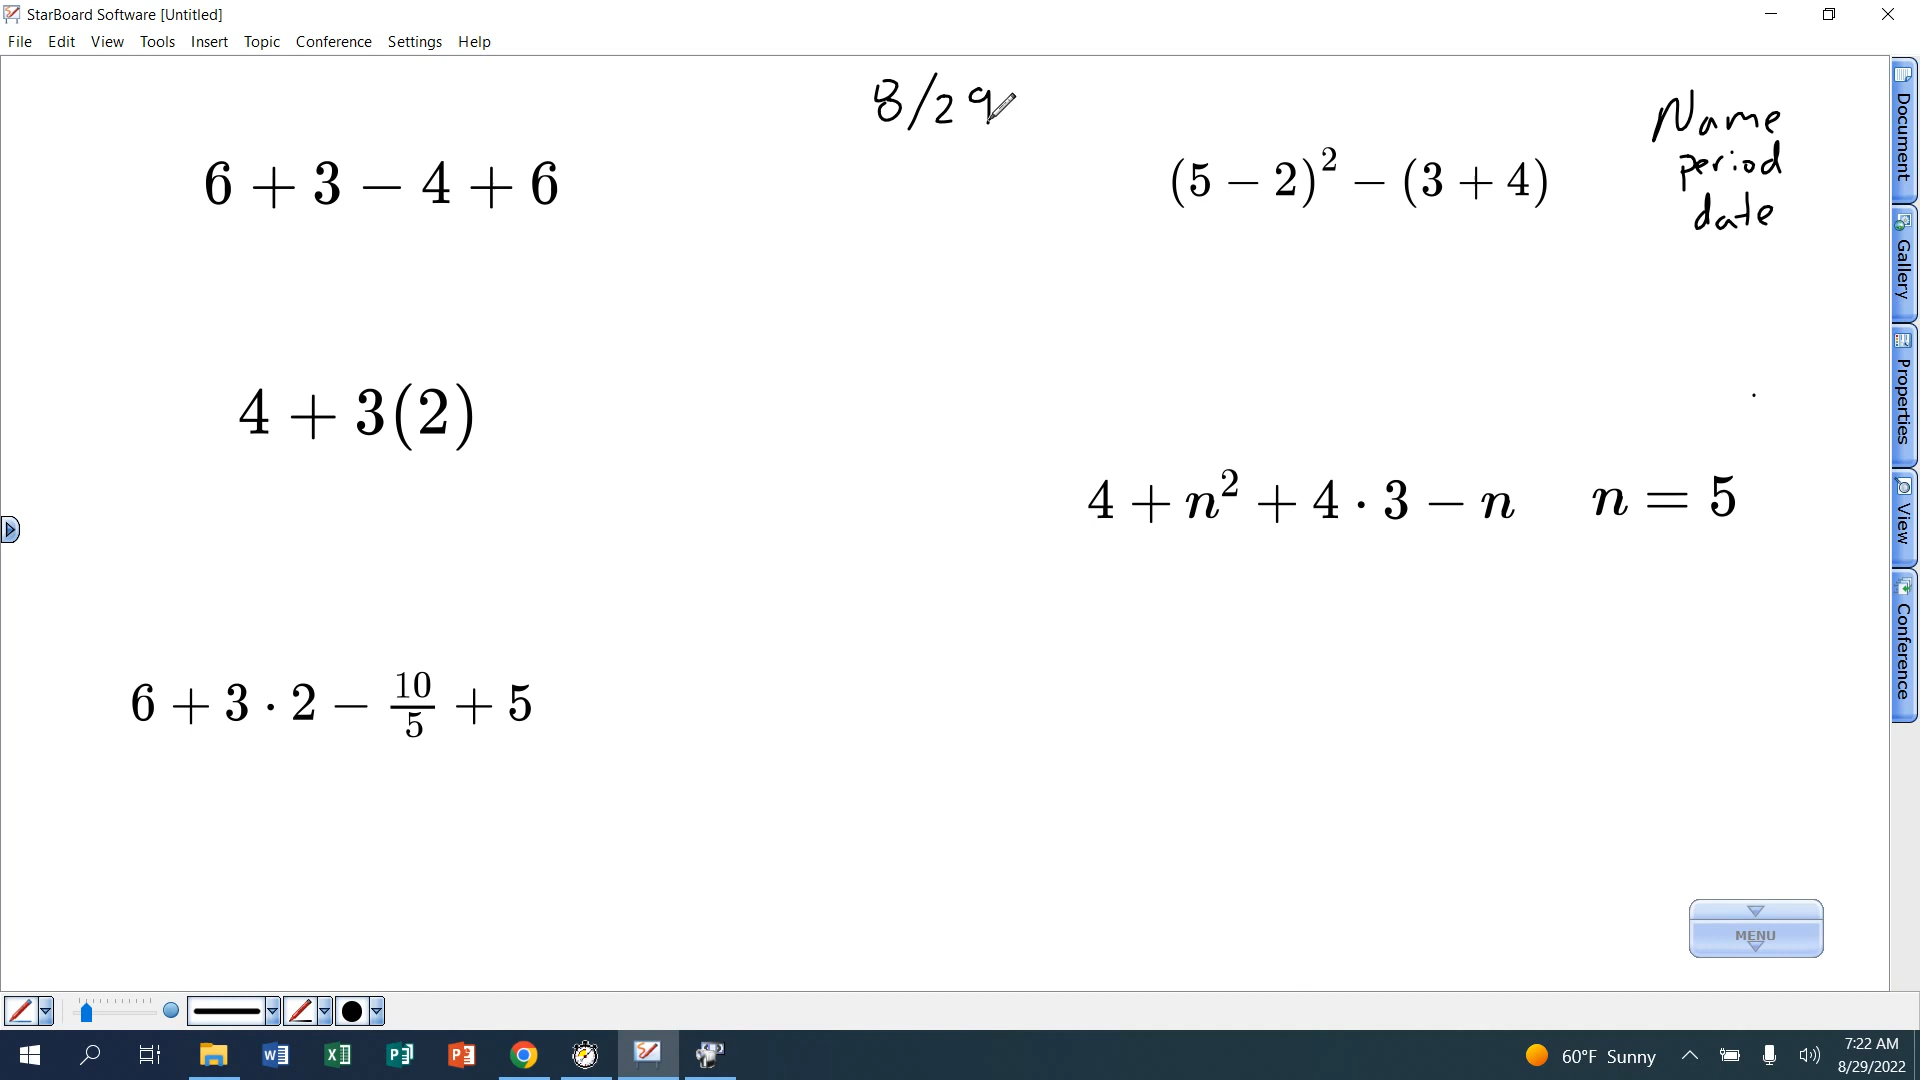 StarBoard Software [Untitled]
File Edit View Tools Insert Topic Conference Settings Help
8/29
Name
period
date
6 + 3 − 4 + 6
(5 − 2)² − (3 + 4)
4 + 3(2)
4 + n² + 4 · 3 − n    n = 5
6 + 3 · 2 − 10/5 + 5
Document
Gallery
Properties
View
Conference
MENU
60°F Sunny
7:22 AM
8/29/2022